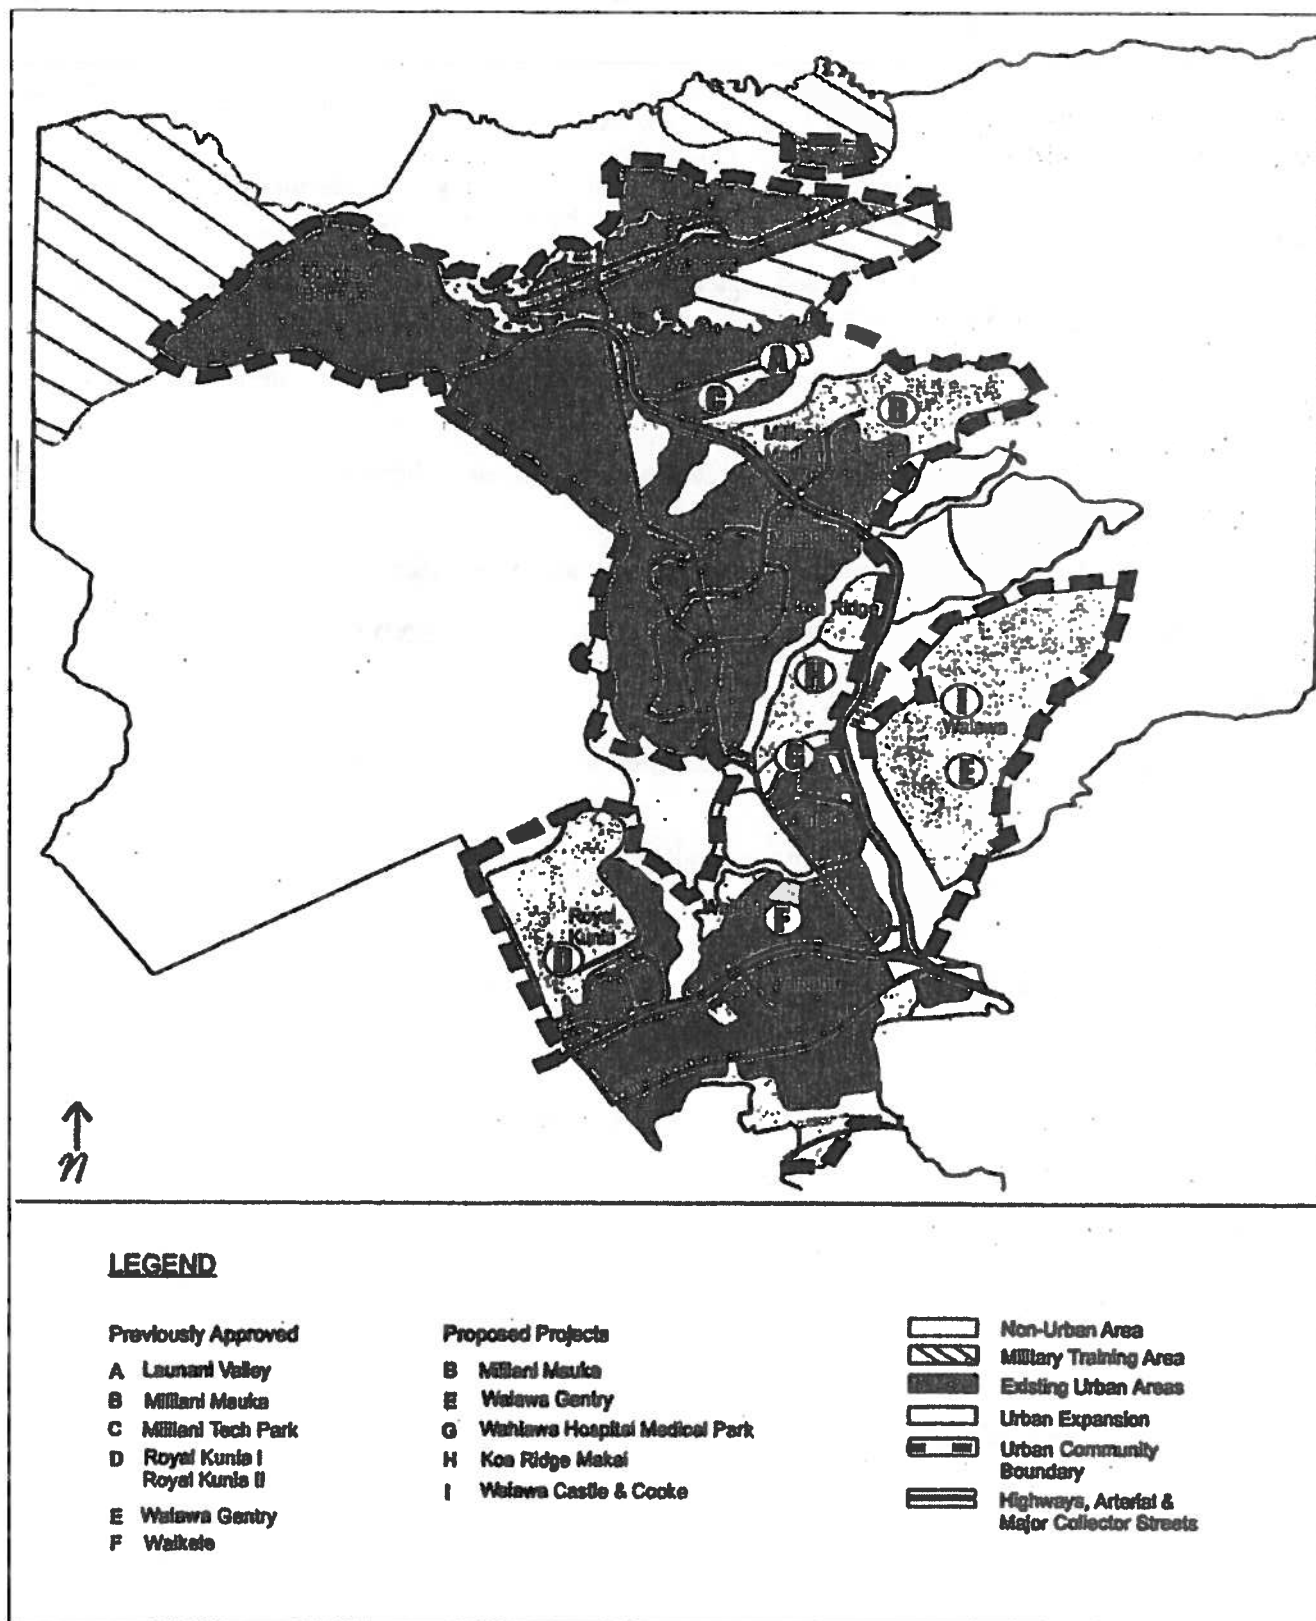 A
C
B
Ridge
H
I
Waiawa
G
E
F
Royal
Kunia
D
N
LEGEND
Previously Approved
A Launani Valley
B Mililani Mauka
C Mililani Tech Park
D Royal Kunia I
Royal Kunia II
E Waiawa Gentry
F Waikele
Proposed Projects
B Mililani Mauka
E Waiawa Gentry
G Wahiawa Hospital Medical Park
H Koa Ridge Makai
I Waiawa Castle & Cooke
Non-Urban Area
Military Training Area
Existing Urban Areas
Urban Expansion
Urban Community
Boundary
Highways, Arterial &
Major Collector Streets